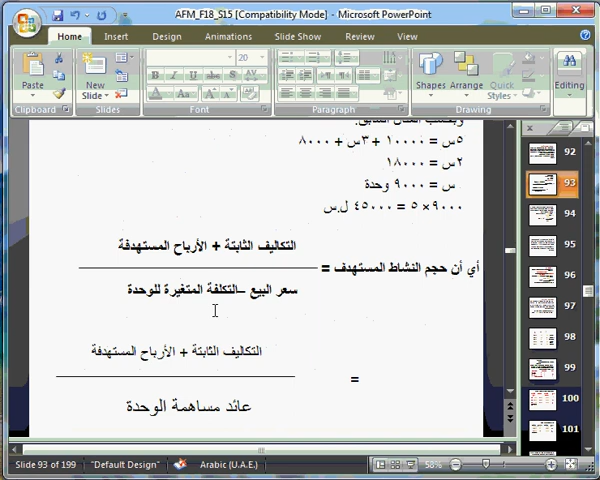 AFM_F18_S15 [Compatibility Mode] - Microsoft PowerPoint
Home Insert Design Animations Slide Show Review View
Paste
New Slide
20
Shapes Arrange Quick Styles
Editing
Clipboard Slides Font Paragraph Drawing
وبحسب المثال السابق:
٥س = ١٠٠٠٠ + ٣س + ٨٠٠٠
٢س = ١٨٠٠٠
س = ٩٠٠٠ وحدة
٩٠٠٠× ٥ = ٤٥٠٠٠ ل.س
التكاليف الثابتة + الأرباح المستهدفة
أي أن حجم النشاط المستهدف =
سعر البيع –التكلفة المتغيرة للوحدة
التكاليف الثابتة + الأرباح المستهدفة
=
عائد مساهمة الوحدة
92
93
94
95
96
97
98
99
100
101
Slide 93 of 199 "Default Design" Arabic (U.A.E.) 58%